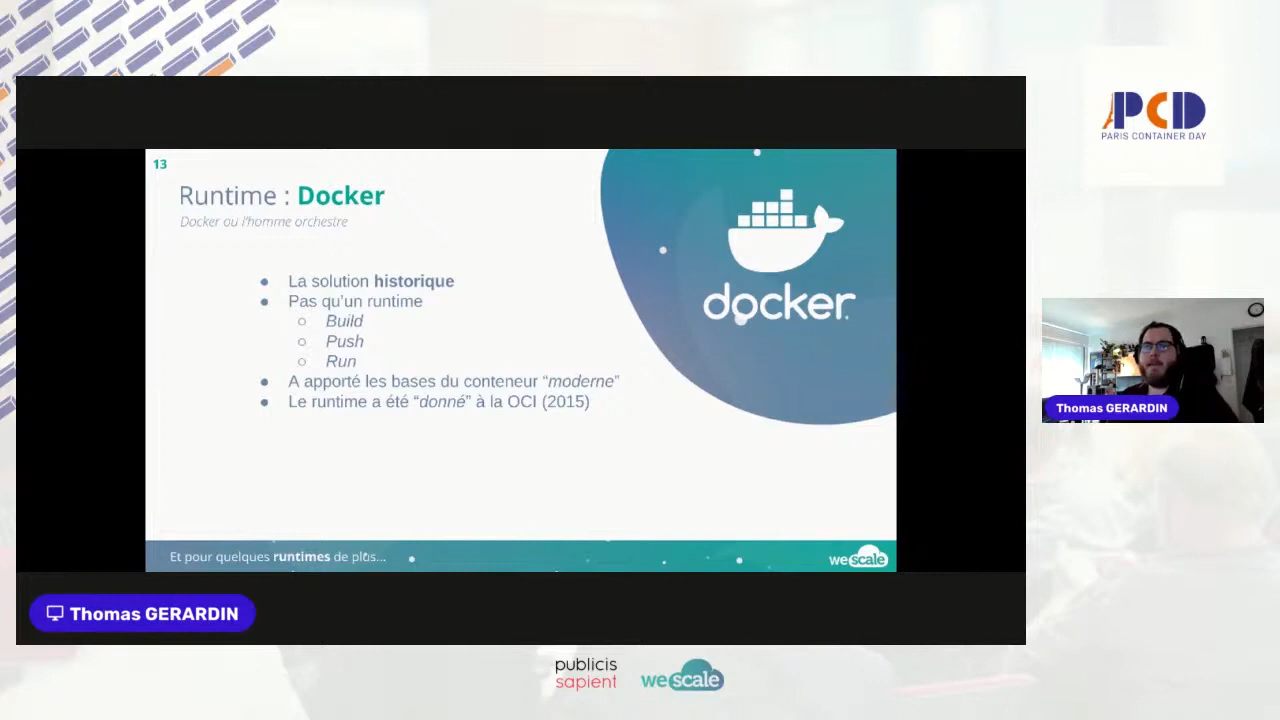 PCD
PARIS CONTAINER DAY
13
Runtime : Docker
Docker ou l'homme orchestre
docker.
La solution historique
Pas qu'un runtime
Build
Push
Run
A apporté les bases du conteneur “moderne”
Le runtime a été “donné” à la OCI (2015)
Thomas GERARDIN
Et pour quelques runtimes de plus...
wescale
Thomas GERARDIN
publicis
sapient
wescale